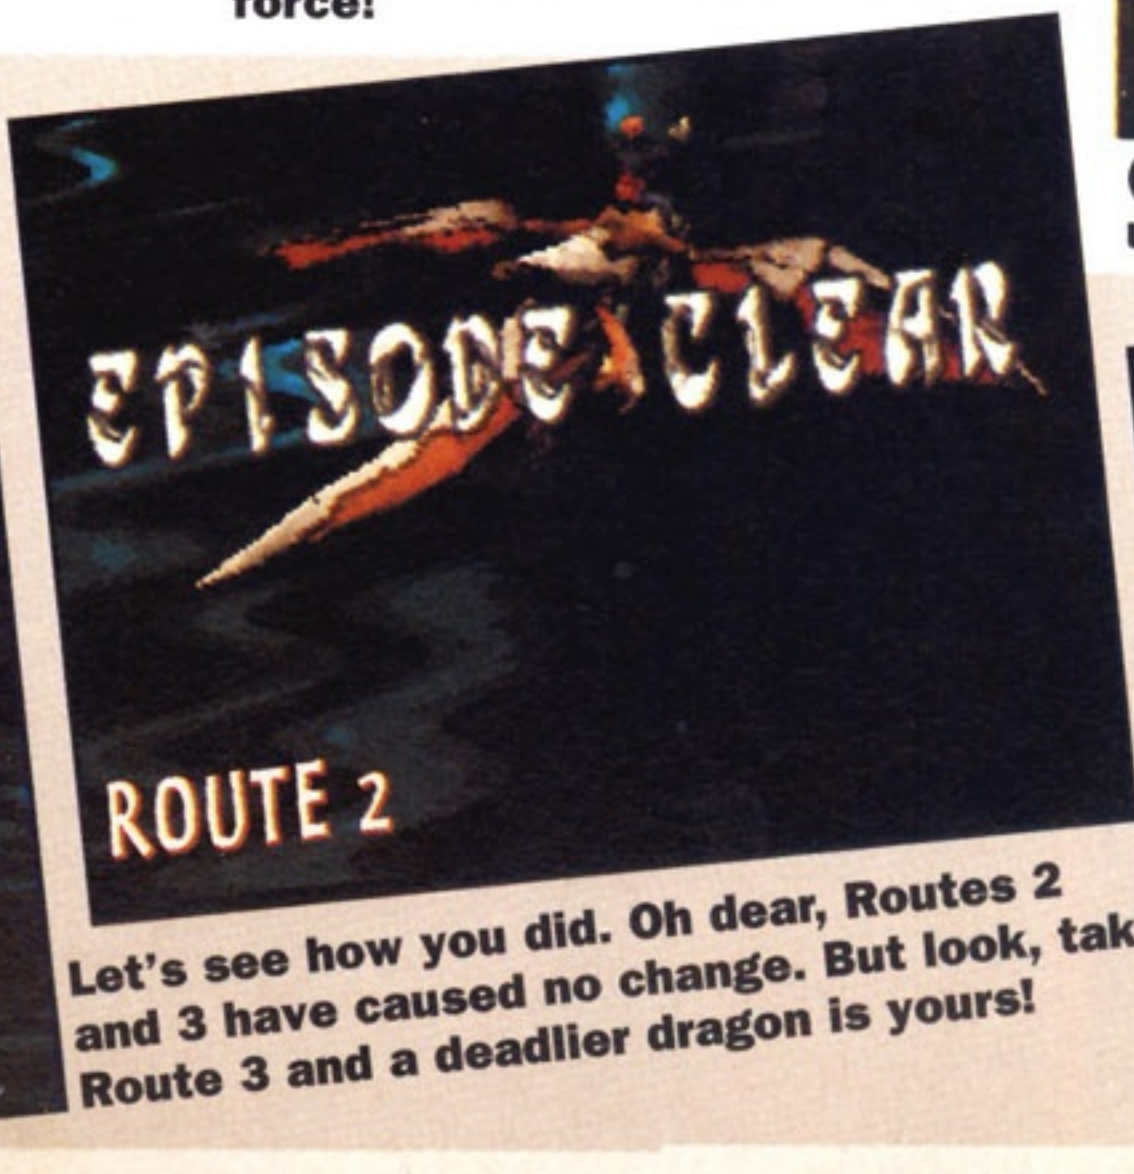 force!
EPISODE CLEAR
ROUTE 2
Let's see how you did. Oh dear, Routes 2
and 3 have caused no change. But look, tak
Route 3 and a deadlier dragon is yours!